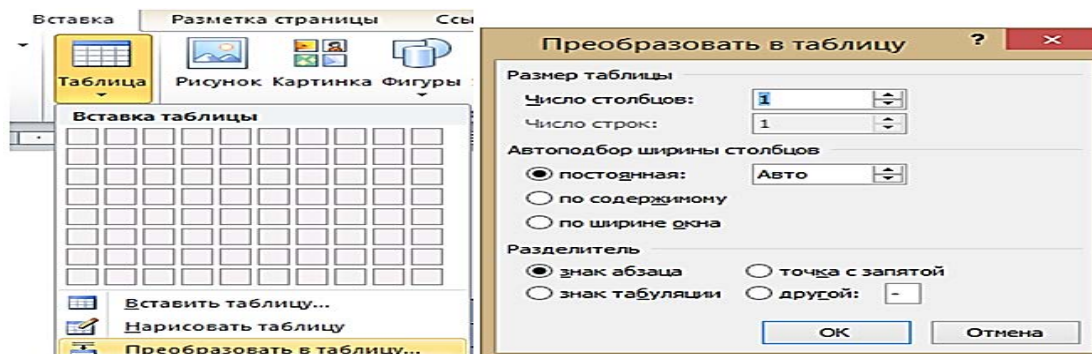 Вставка Разметка страницы Ссы
Таблица Рисунок Картинка Фигуры
Вставка таблицы
Вставить таблицу...
Нарисовать таблицу
Преобразовать в таблицу...
Преобразовать в таблицу ? ×
Размер таблицы
Число столбцов: 1
Число строк: 1
Автоподбор ширины столбцов
постоянная: Авто
по содержимому
по ширине окна
Разделитель
знак абзаца точка с запятой
знак табуляции другой: -
ОК Отмена